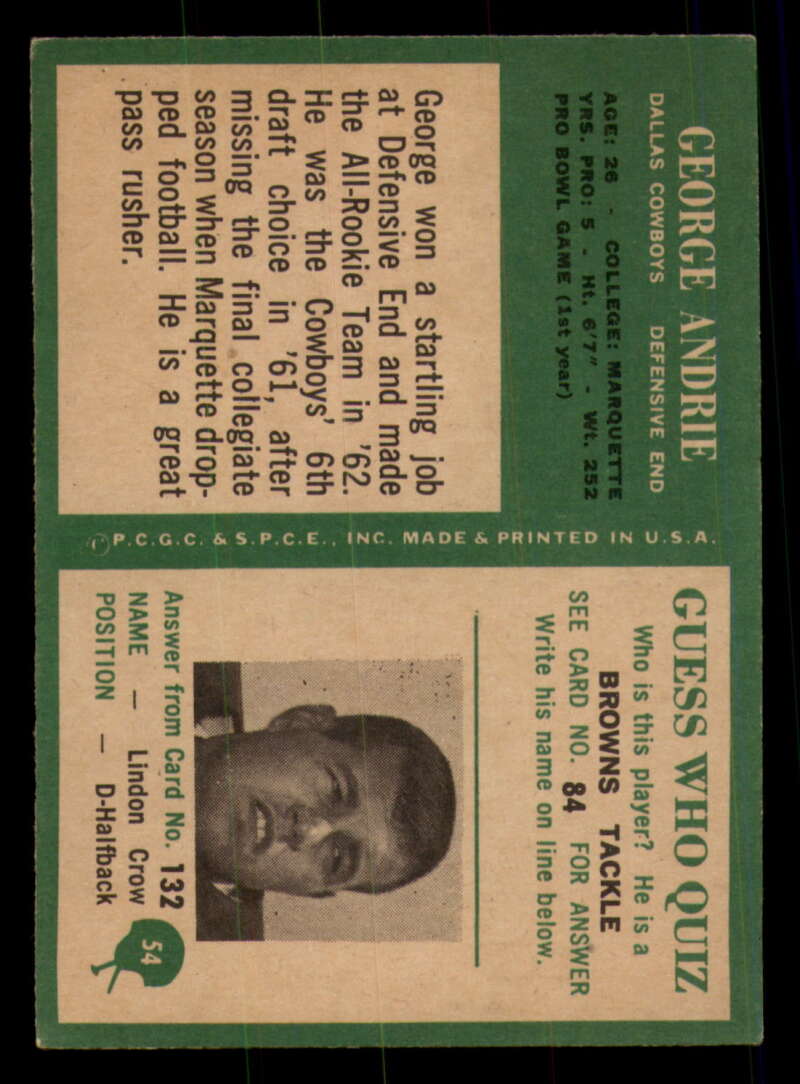 GEORGE ANDRIE
DALLAS COWBOYS DEFENSIVE END
AGE: 26 - COLLEGE: MARQUETTE
YRS. PRO: 5 - Ht. 6'7" - Wt. 252
PRO BOWL GAME (1st year)
George won a startling job
at Defensive End and made
the All-Rookie Team in '62.
He was the Cowboys' 6th
draft choice in '61, after
missing the final collegiate
season when Marquette drop-
ped football. He is a great
pass rusher.
©P.C.G.C. & S.P.C.E., INC. MADE & PRINTED IN U.S.A.
GUESS WHO QUIZ
Who is this player? He is a
BROWNS TACKLE
SEE CARD NO. 84 FOR ANSWER
Write his name on line below.
Answer from Card No. 132
NAME — Lindon Crow
POSITION — D-Halfback
54